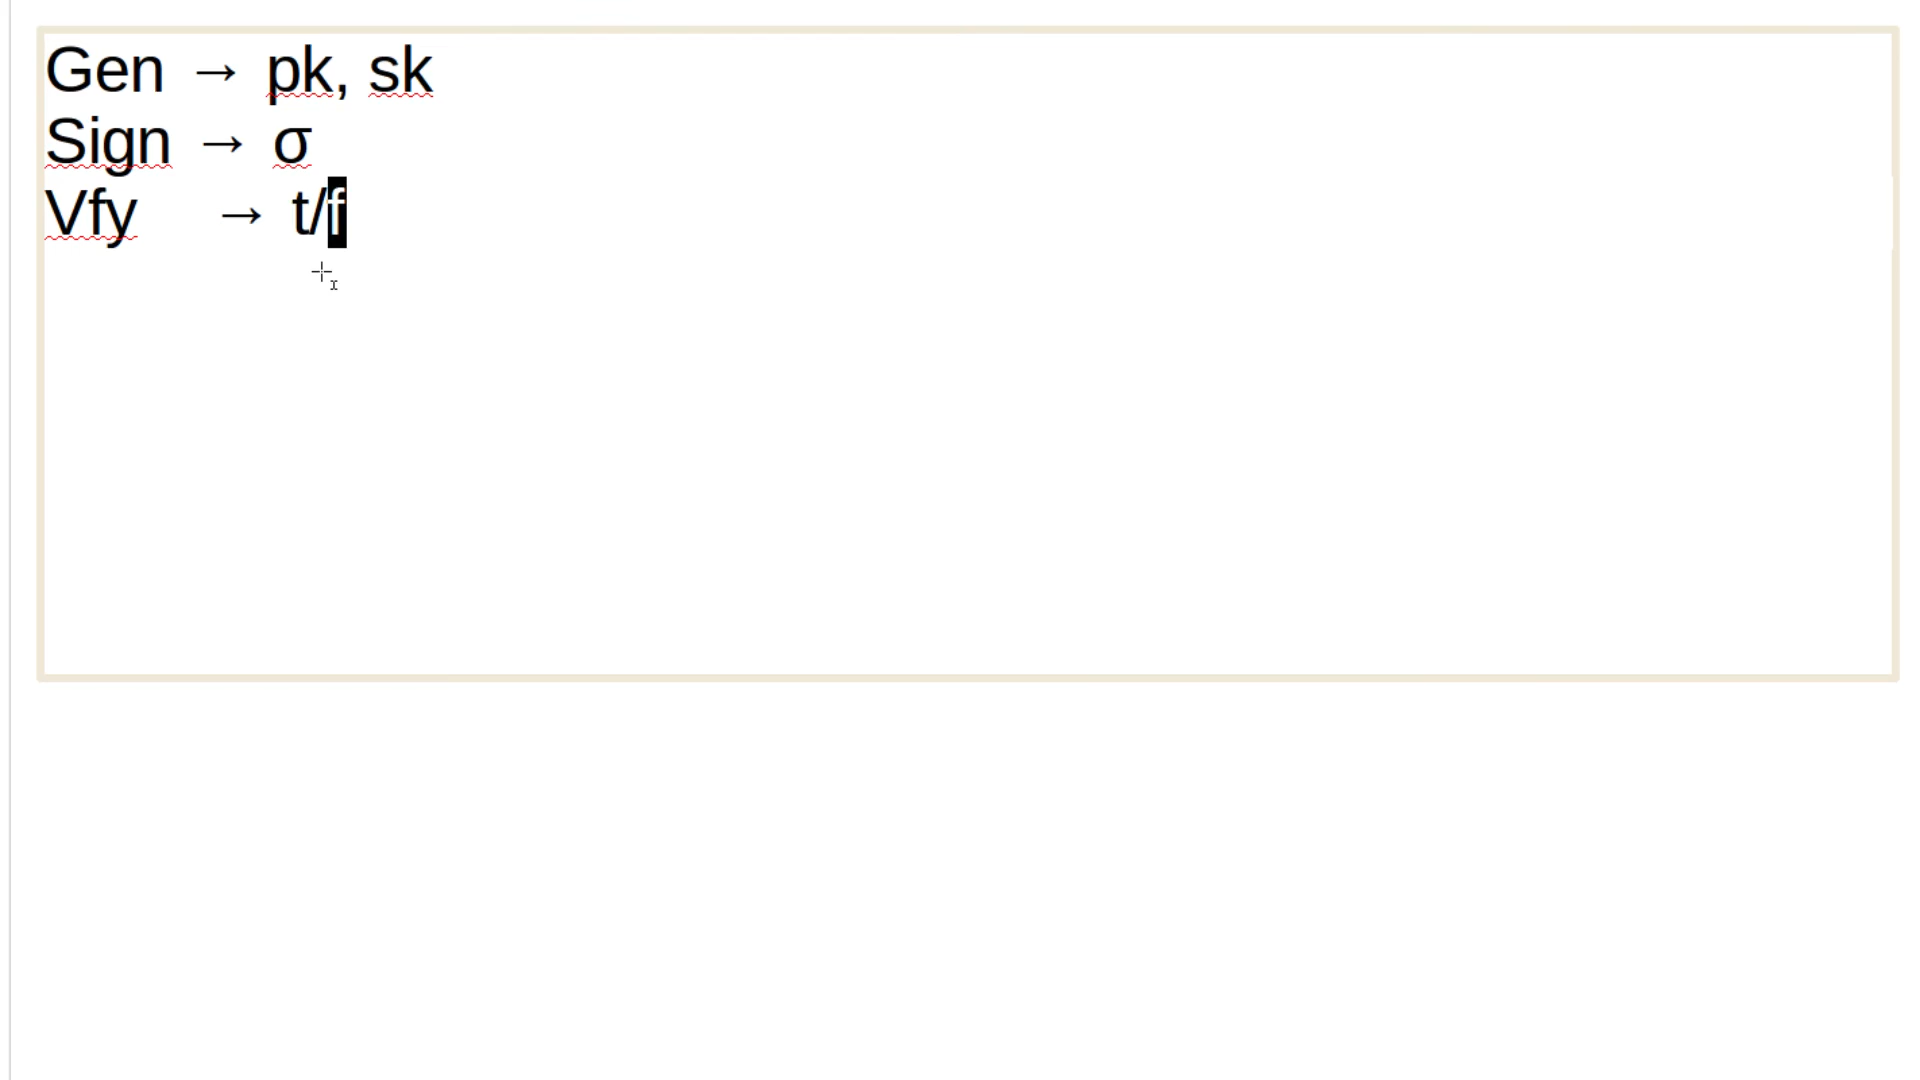 Gen → pk, sk
Sign → σ
Vfy → t/f